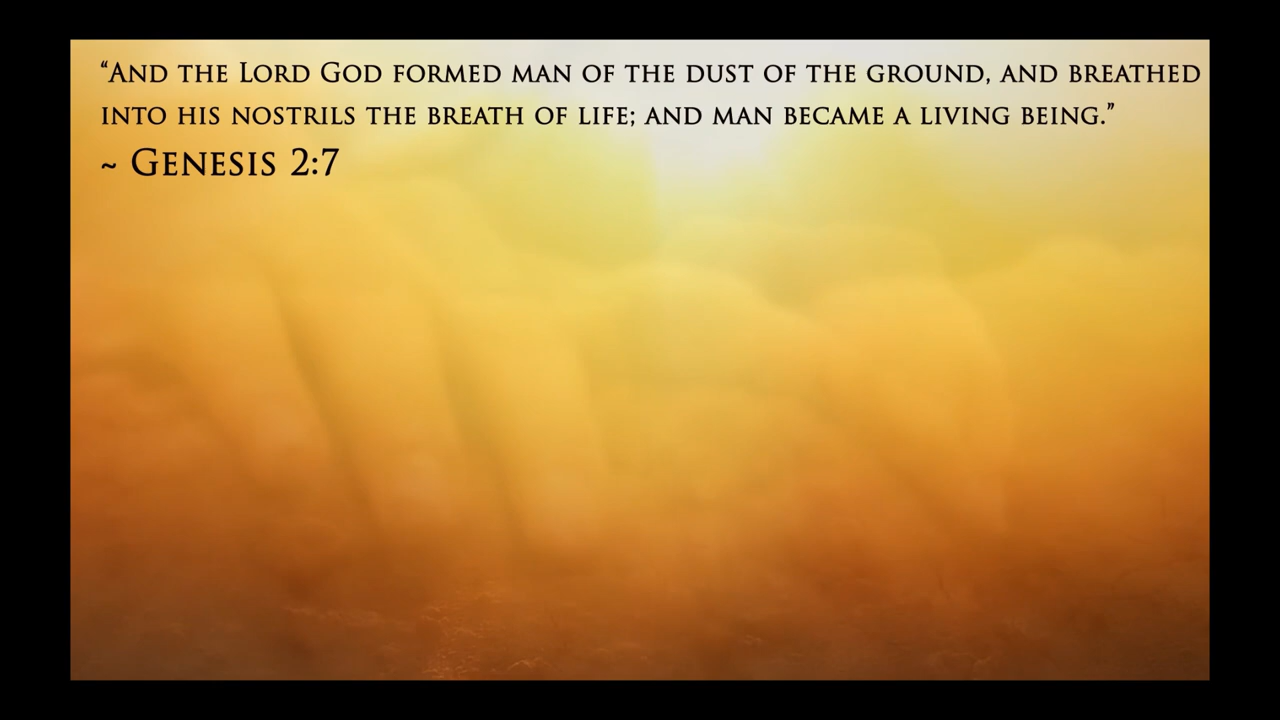 “And the Lord God formed man of the dust of the ground, and breathed
into his nostrils the breath of life; and man became a living being.”
~ Genesis 2:7